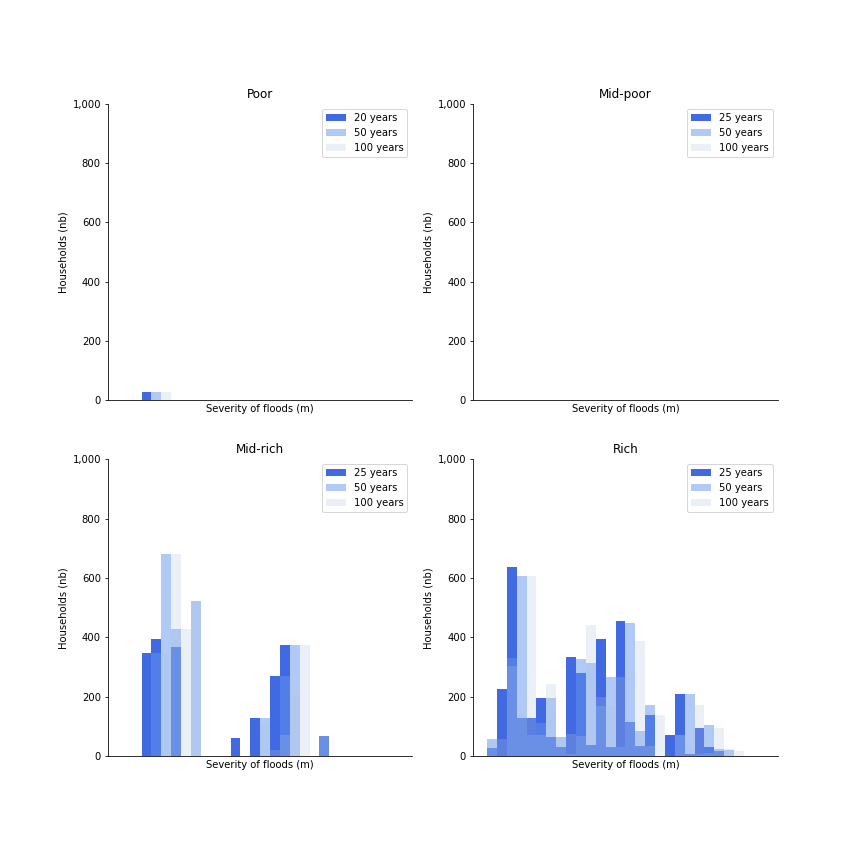 Poor
1,000
800
600
400
200
0
Households (nb)
Severity of floods (m)
20 years
50 years
100 years
Mid-poor
1,000
800
600
400
200
0
Households (nb)
Severity of floods (m)
25 years
50 years
100 years
Mid-rich
1,000
800
600
400
200
0
Households (nb)
Severity of floods (m)
25 years
50 years
100 years
Rich
1,000
800
600
400
200
0
Households (nb)
Severity of floods (m)
25 years
50 years
100 years